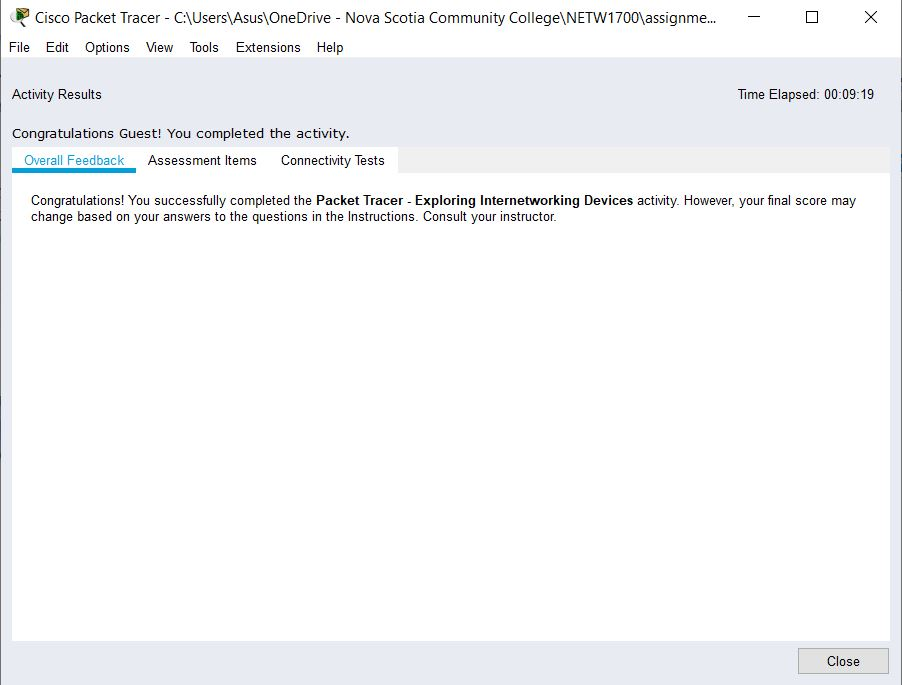 Cisco Packet Tracer - C:\Users\Asus\OneDrive - Nova Scotia Community College\NETW1700\assignme...
File Edit Options View Tools Extensions Help
Activity Results
Time Elapsed: 00:09:19
Congratulations Guest! You completed the activity.
Overall Feedback Assessment Items Connectivity Tests
Congratulations! You successfully completed the Packet Tracer - Exploring Internetworking Devices activity. However, your final score may
change based on your answers to the questions in the Instructions. Consult your instructor.
Close